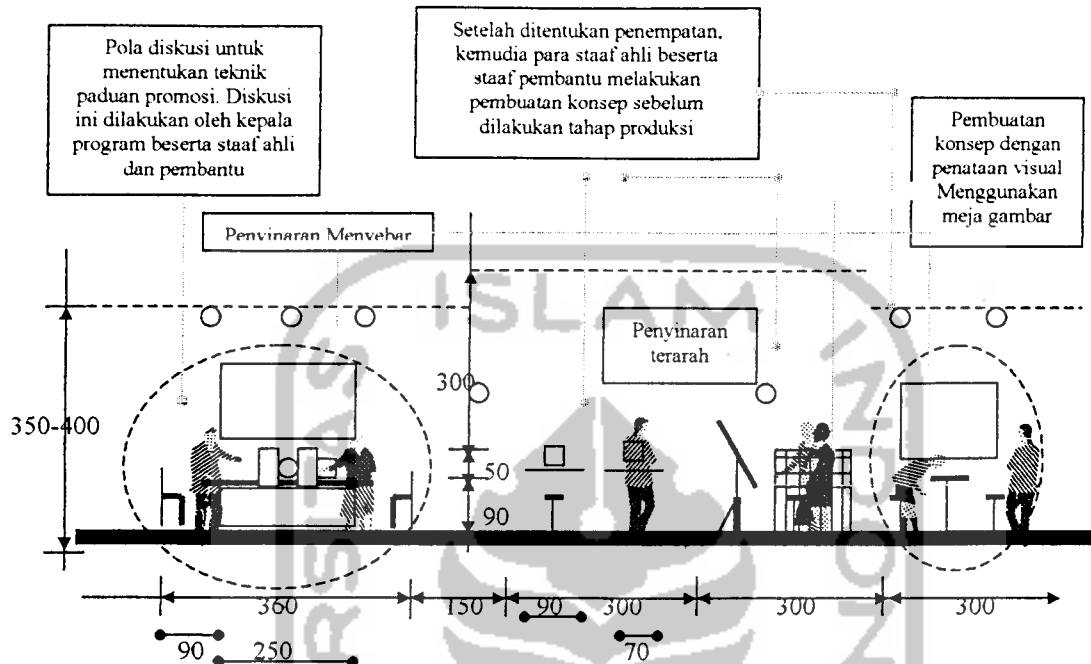 Pola diskusi untuk
menentukan teknik
paduan promosi. Diskusi
ini dilakukan oleh kepala
program beserta staaf ahli
dan pembantu
Setelah ditentukan penempatan,
kemudia para staaf ahli beserta
staaf pembantu melakukan
pembuatan konsep sebelum
dilakukan tahap produksi
Pembuatan
konsep dengan
penataan visual
Menggunakan
meja gambar
Penyinaran Menyebar
ISLAM
Penyinaran
terarah
300
350-400
50
90
360
150
90
300
300
300
90
250
70
RSITAS
INDON